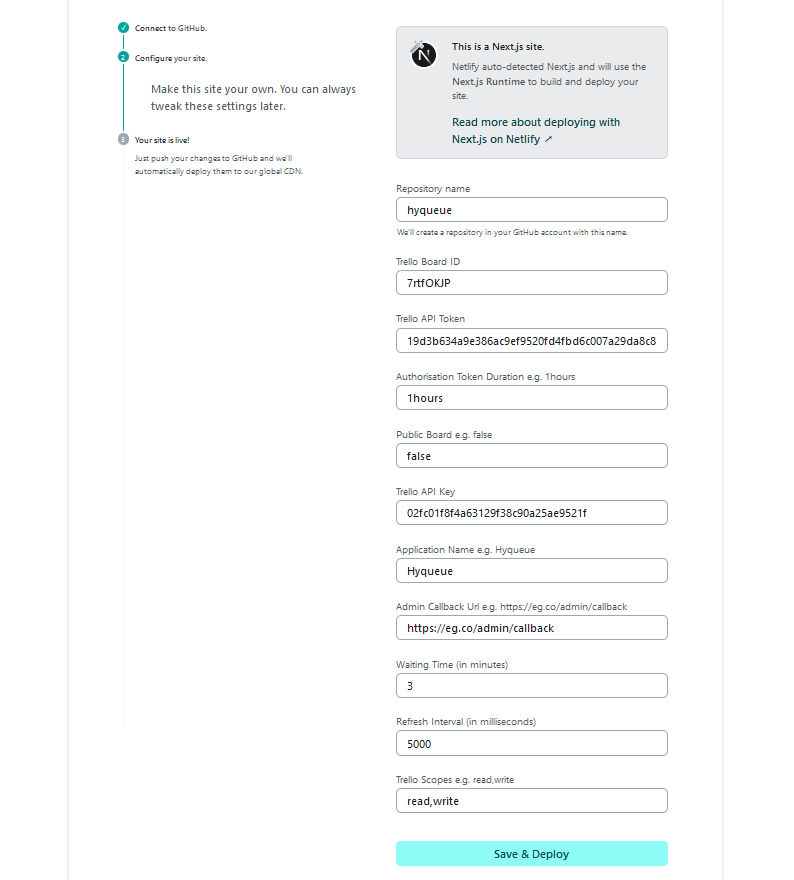 Connect to GitHub.
2
Configure your site.
Make this site your own. You can always
tweak these settings later.
3
Your site is live!
Just push your changes to GitHub and we'll
automatically deploy them to our global CDN.
N
This is a Next.js site.
Netlify auto-detected Next.js and will use the
Next.js Runtime to build and deploy your
site.
Read more about deploying with
Next.js on Netlify ↗
Repository name
hyqueue
We'll create a repository in your GitHub account with this name.
Trello Board ID
7rtfOKJP
Trello API Token
19d3b634a9e386ac9ef9520fd4fbd6c007a29da8c8
Authorisation Token Duration e.g. 1hours
1hours
Public Board e.g. false
false
Trello API Key
02fc01f8f4a63129f38c90a25ae9521f
Application Name e.g. Hyqueue
Hyqueue
Admin Callback Url e.g. https://eg.co/admin/callback
https://eg.co/admin/callback
Waiting Time (in minutes)
3
Refresh Interval (in milliseconds)
5000
Trello Scopes e.g. read,write
read,write
Save & Deploy